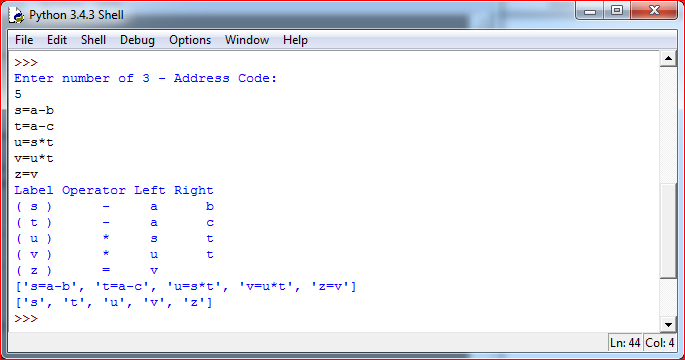 Python 3.4.3 Shell
File Edit Shell Debug Options Window Help
>>>
Enter number of 3 - Address Code:
5
s=a-b
t=a-c
u=s*t
v=u*t
z=v
Label Operator Left Right
( s ) - a b
( t ) - a c
( u ) * s t
( v ) * u t
( z ) = v
['s=a-b', 't=a-c', 'u=s*t', 'v=u*t', 'z=v']
['s', 't', 'u', 'v', 'z']
>>>
Ln: 44 Col: 4